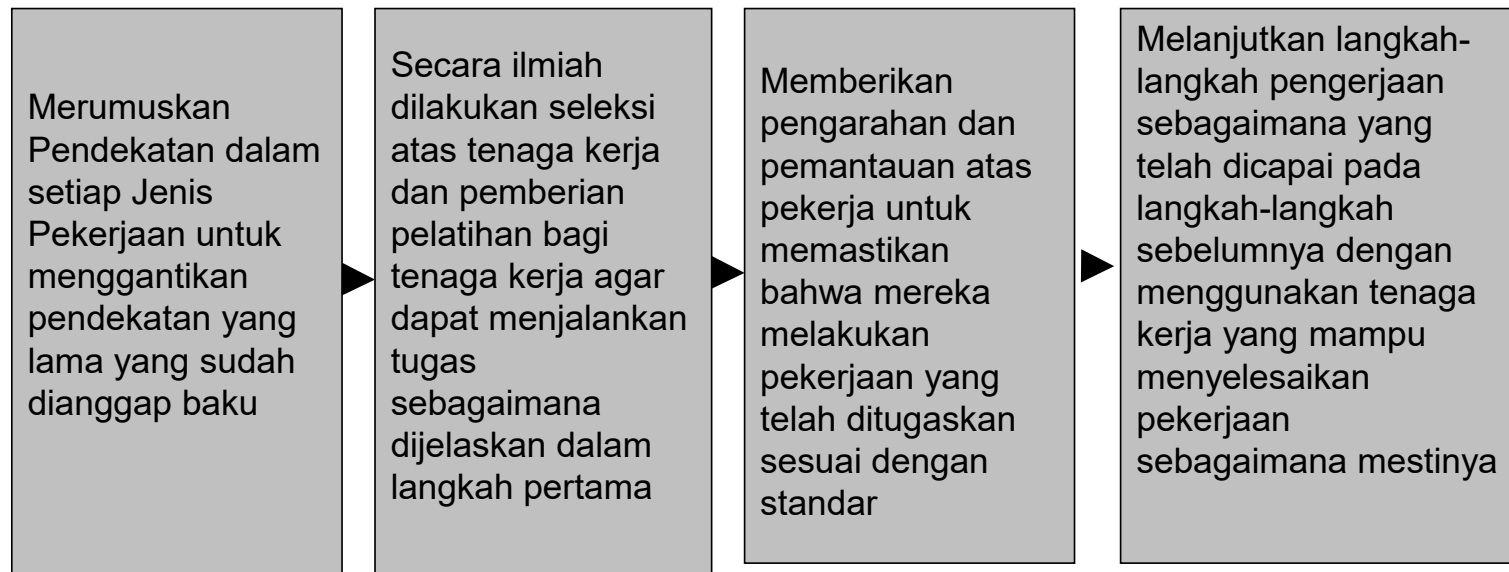 Merumuskan
Pendekatan dalam
setiap Jenis
Pekerjaan untuk
menggantikan
pendekatan yang
lama yang sudah
dianggap baku
Secara ilmiah
dilakukan seleksi
atas tenaga kerja
dan pemberian
pelatihan bagi
tenaga kerja agar
dapat menjalankan
tugas
sebagaimana
dijelaskan dalam
langkah pertama
Memberikan
pengarahan dan
pemantauan atas
pekerja untuk
memastikan
bahwa mereka
melakukan
pekerjaan yang
telah ditugaskan
sesuai dengan
standar
Melanjutkan langkah-
langkah pengerjaan
sebagaimana yang
telah dicapai pada
langkah-langkah
sebelumnya dengan
menggunakan tenaga
kerja yang mampu
menyelesaikan
pekerjaan
sebagaimana mestinya